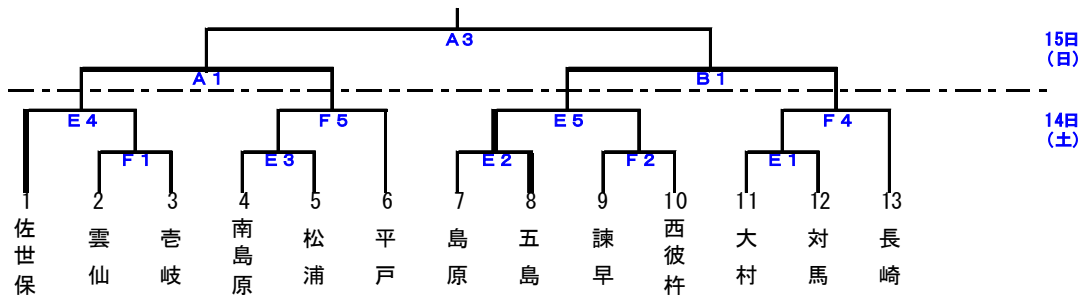 A3
15日
(日)
A1
B1
E4
F5
E5
F4
14日
(土)
F1
E3
E2
F2
E1
1 2 3 4 5 6 7 8 9 10 11 12 13
佐世保
雲仙
壱岐
南島原
松浦
平戸
島原
五島
諫早
西彼杵
大村
対馬
長崎